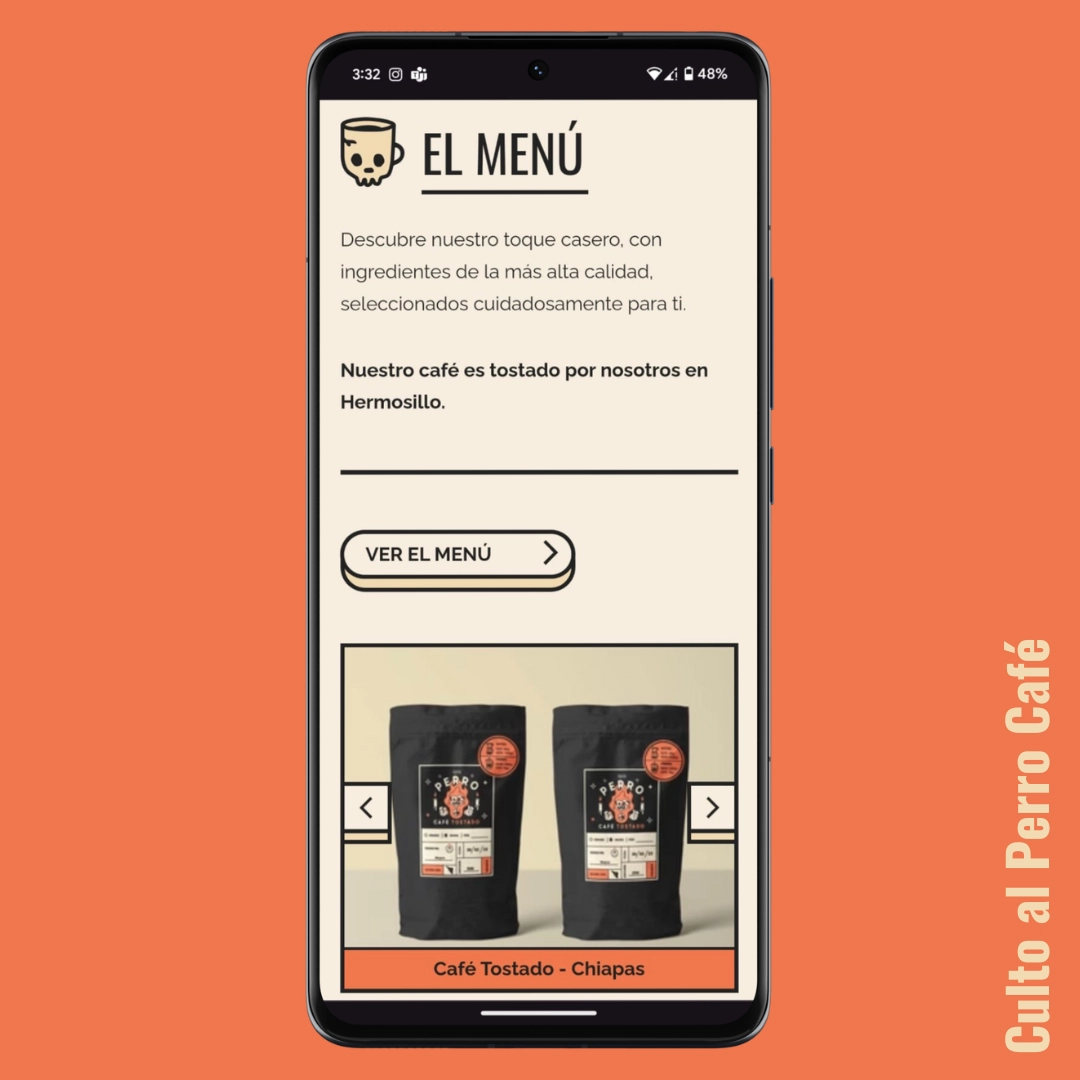 3:32
48%
EL MENÚ
Descubre nuestro toque casero, con
ingredientes de la más alta calidad,
seleccionados cuidadosamente para ti.
Nuestro café es tostado por nosotros en
Hermosillo.
VER EL MENÚ
PERRO
CAFÉ TOSTADO
PERRO
CAFÉ TOSTADO
Café Tostado - Chiapas
Culto al Perro Café